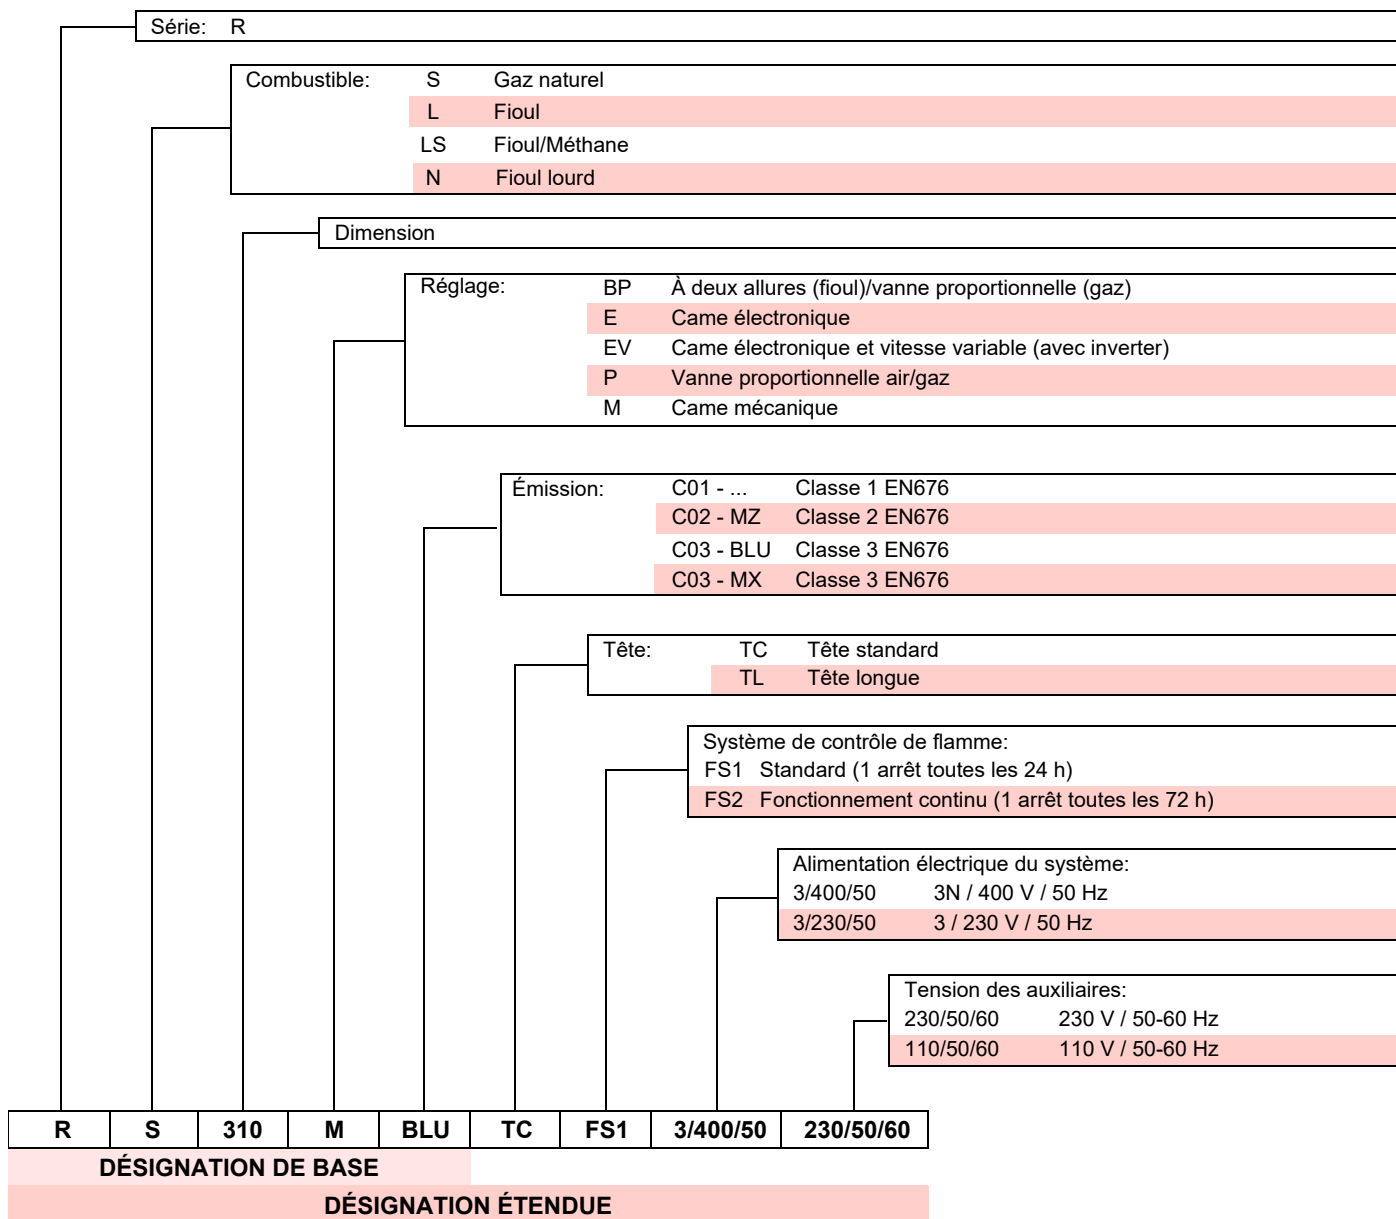 Série: R
Combustible: S Gaz naturel
L Fioul
LS Fioul/Méthane
N Fioul lourd
Dimension
Réglage: BP À deux allures (fioul)/vanne proportionnelle (gaz)
E Came électronique
EV Came électronique et vitesse variable (avec inverter)
P Vanne proportionnelle air/gaz
M Came mécanique
Émission: C01 - ... Classe 1 EN676
C02 - MZ Classe 2 EN676
C03 - BLU Classe 3 EN676
C03 - MX Classe 3 EN676
Tête: TC Tête standard
TL Tête longue
Système de contrôle de flamme:
FS1 Standard (1 arrêt toutes les 24 h)
FS2 Fonctionnement continu (1 arrêt toutes les 72 h)
Alimentation électrique du système:
3/400/50 3N / 400 V / 50 Hz
3/230/50 3 / 230 V / 50 Hz
Tension des auxiliaires:
230/50/60 230 V / 50-60 Hz
110/50/60 110 V / 50-60 Hz
R S 310 M BLU TC FS1 3/400/50 230/50/60
DÉSIGNATION DE BASE
DÉSIGNATION ÉTENDUE